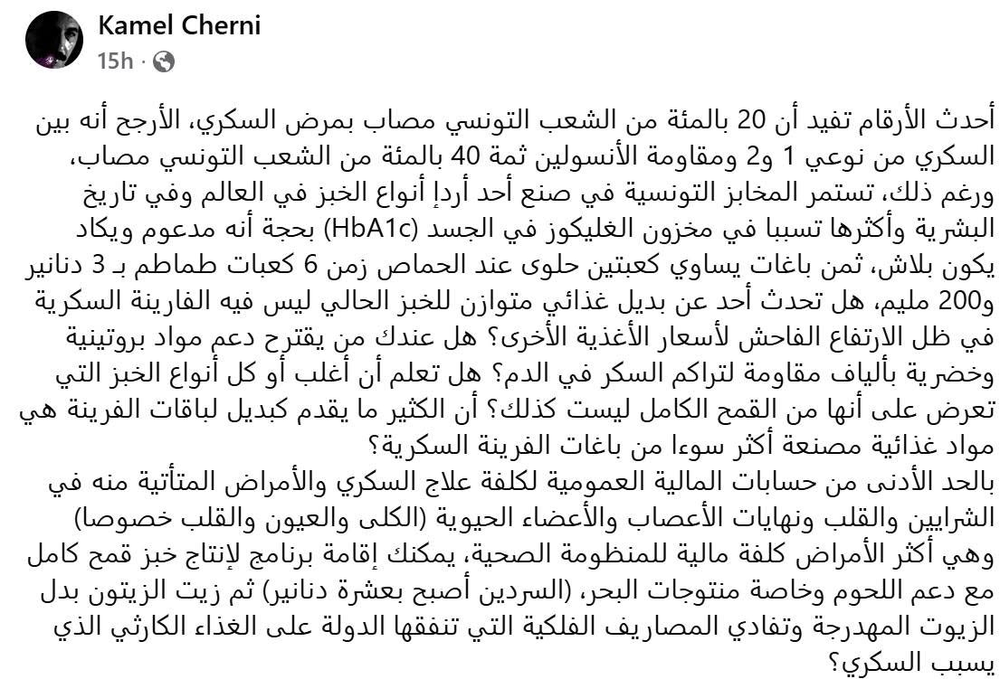 Kamel Cherni
15h ·
أحدث الأرقام تفيد أن 20 بالمئة من الشعب التونسي مصاب بمرض السكري، الأرجح أنه بين
السكري من نوعي 1 و2 ومقاومة الأنسولين ثمة 40 بالمئة من الشعب التونسي مصاب،
ورغم ذلك، تستمر المخابز التونسية في صنع أحد أردإ أنواع الخبز في العالم وفي تاريخ
البشرية وأكثرها تسببا في مخزون الغليكوز في الجسد (HbA1c) بحجة أنه مدعوم ويكاد
يكون بلاش، ثمن باغات يساوي كعبتين حلوى عند الحماص زمن 6 كعبات طماطم بـ 3 دنانير
و200 مليم، هل تحدث أحد عن بديل غذائي متوازن للخبز الحالي ليس فيه الفارينة السكرية
في ظل الارتفاع الفاحش لأسعار الأغذية الأخرى؟ هل عندك من يقترح دعم مواد بروتينية
وخضرية بألياف مقاومة لتراكم السكر في الدم؟ هل تعلم أن أغلب أو كل أنواع الخبز التي
تعرض على أنها من القمح الكامل ليست كذلك؟ أن الكثير ما يقدم كبديل لباقات الفرينة هي
مواد غذائية مصنعة أكثر سوءا من باغات الفرينة السكرية؟
بالحد الأدنى من حسابات المالية العمومية لكلفة علاج السكري والأمراض المتأتية منه في
الشرايين والقلب ونهايات الأعصاب والأعضاء الحيوية (الكلى والعيون والقلب خصوصا)
وهي أكثر الأمراض كلفة مالية للمنظومة الصحية، يمكنك إقامة برنامج لإنتاج خبز قمح كامل
مع دعم اللحوم وخاصة منتوجات البحر، (السردين أصبح بعشرة دنانير) ثم زيت الزيتون بدل
الزيوت المهدرجة وتفادي المصاريف الفلكية التي تنفقها الدولة على الغذاء الكارثي الذي
يسبب السكري؟